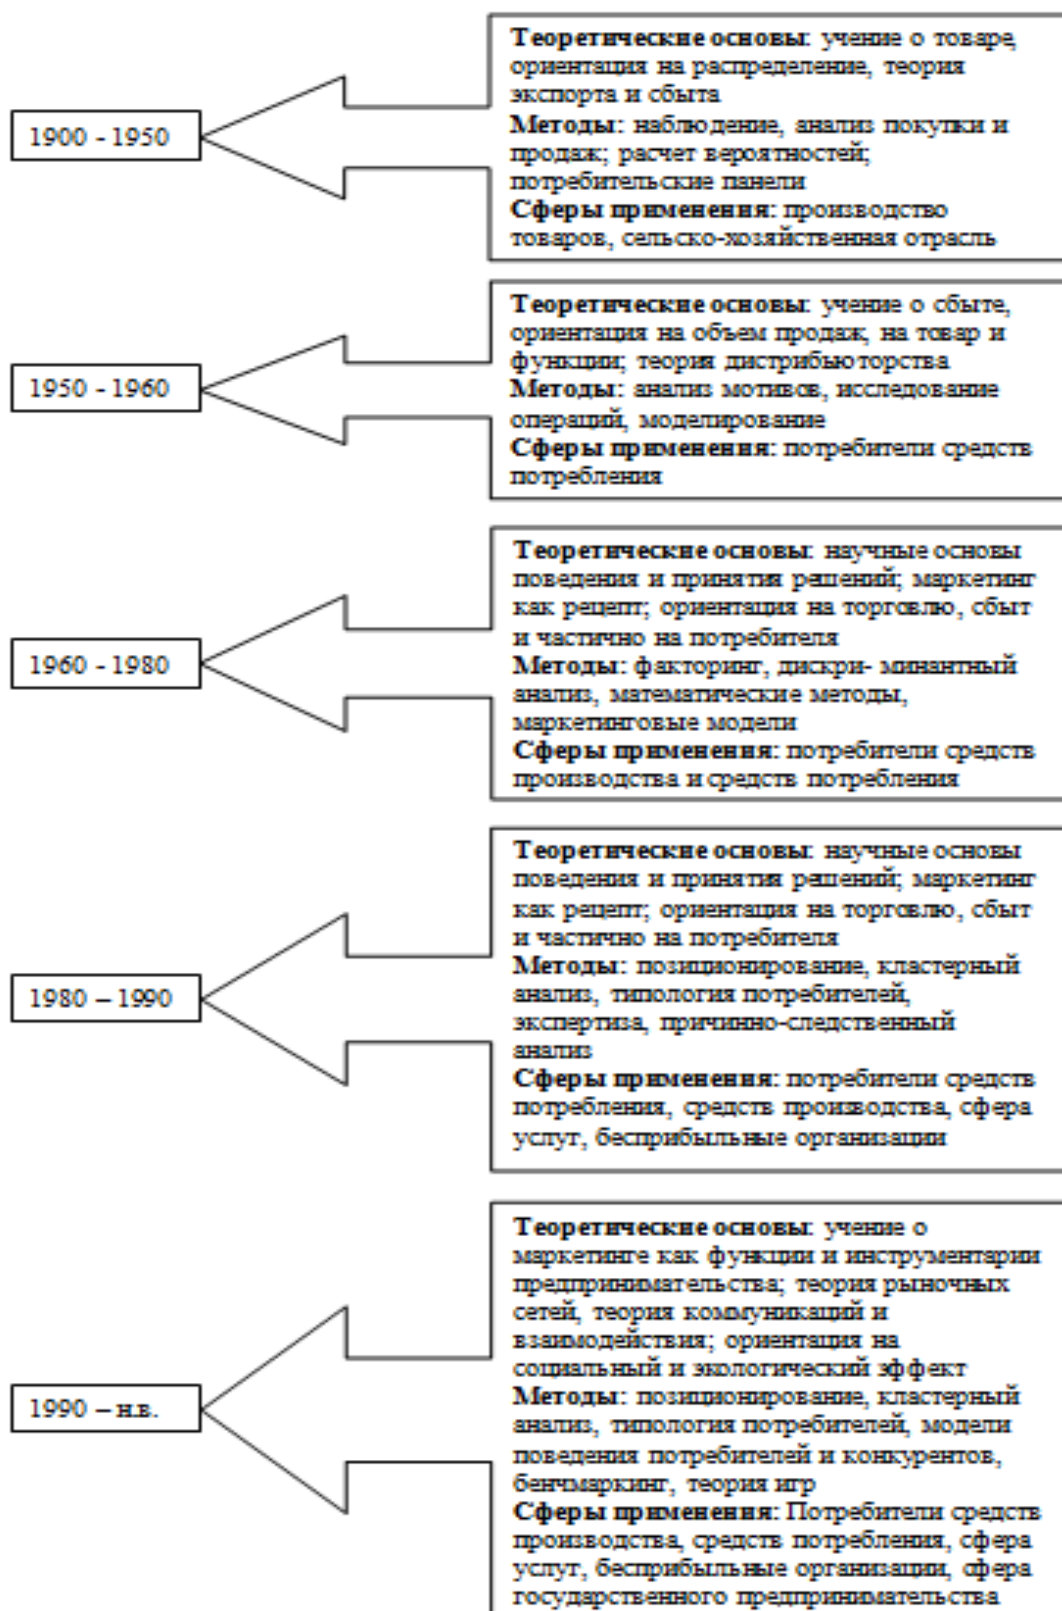 1900 - 1950
Теоретические основы: учение о товаре,
ориентация на распределение, теория
экспорта и сбыта
Методы: наблюдение, анализ покупки и
продаж; расчет вероятностей;
потребительские панели
Сферы применения: производство
товаров, сельско-хозяйственная отрасль
1950 - 1960
Теоретические основы: учение о сбыте,
ориентация на объем продаж, на товар и
функции; теория дистрибьюторства
Методы: анализ мотивов, исследование
операций, моделирование
Сферы применения: потребители средств
потребления
1960 - 1980
Теоретические основы: научные основы
поведения и принятия решений; маркетинг
как рецепт; ориентация на торговлю, сбыт
и частично на потребителя
Методы: факторинг, дискри- минантный
анализ, математические методы,
маркетинговые модели
Сферы применения: потребители средств
производства и средств потребления
1980 – 1990
Теоретические основы: научные основы
поведения и принятия решений; маркетинг
как рецепт; ориентация на торговлю, сбыт
и частично на потребителя
Методы: позиционирование, кластерный
анализ, типология потребителей,
экспертиза, причинно-следственный
анализ
Сферы применения: потребители средств
потребления, средств производства, сфера
услуг, бесприбыльные организации
1990 – н.в.
Теоретические основы: учение о
маркетинге как функции и инструментарии
предпринимательства; теория рыночных
сетей, теория коммуникаций и
взаимодействия; ориентация на
социальный и экологический эффект
Методы: позиционирование, кластерный
анализ, типология потребителей, модели
поведения потребителей и конкурентов,
бенчмаркинг, теория игр
Сферы применения: Потребители средств
производства, средств потребления, сфера
услуг, бесприбыльные организации, сфера
государственного предпринимательства